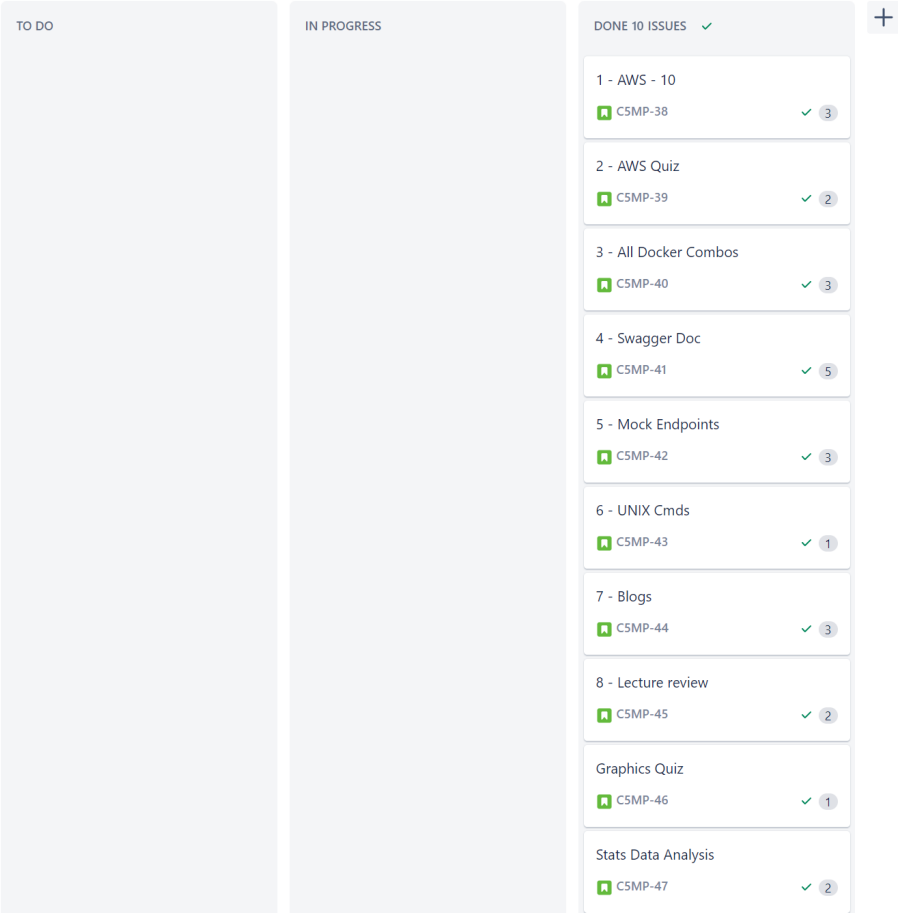 TO DO
IN PROGRESS
DONE 10 ISSUES
1 - AWS - 10
C5MP-38
3
2 - AWS Quiz
C5MP-39
2
3 - All Docker Combos
C5MP-40
3
4 - Swagger Doc
C5MP-41
5
5 - Mock Endpoints
C5MP-42
3
6 - UNIX Cmds
C5MP-43
1
7 - Blogs
C5MP-44
3
8 - Lecture review
C5MP-45
2
Graphics Quiz
C5MP-46
1
Stats Data Analysis
C5MP-47
2